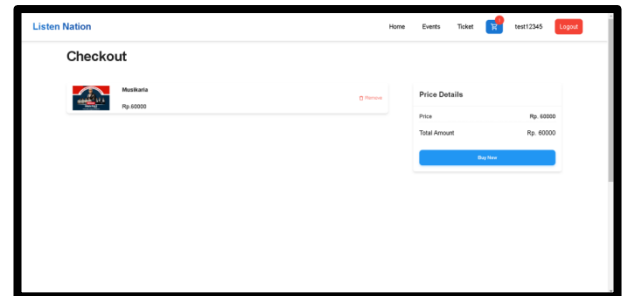 Listen Nation
Home Events Ticket test12345 Logout
Checkout
Musikaria
Rp.60000
Remove
Price Details
Price Rp. 60000
Total Amount Rp. 60000
Buy Now